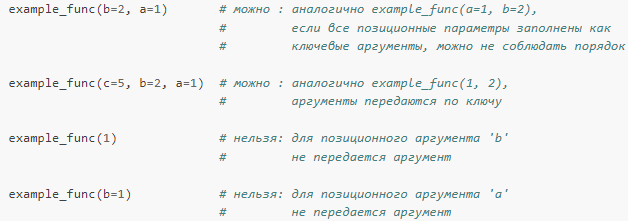 example_func(b=2, a=1)       # можно : аналогично example_func(a=1, b=2),
                             #         если все позиционные параметры заполнены как
                             #         ключевые аргументы, можно не соблюдать порядок
example_func(c=5, b=2, a=1)  # можно : аналогично example_func(1, 2),
                             #         аргументы передаются по ключу
example_func(1)              # нельзя: для позиционного аргумента 'b'
                             #         не передается аргумент
example_func(b=1)            # нельзя: для позиционного аргумента 'a'
                             #         не передается аргумент